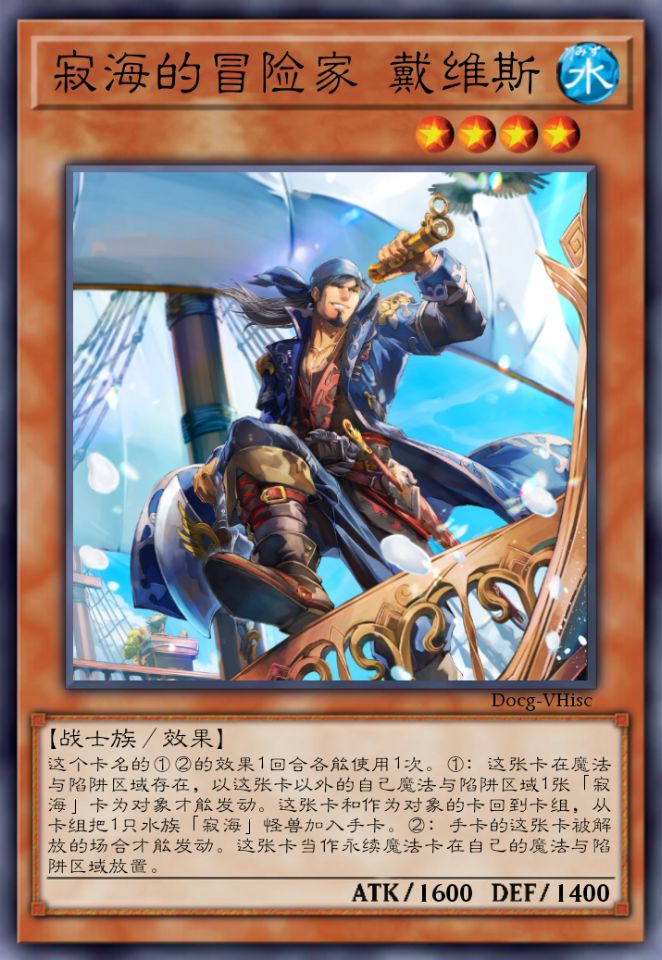 寂海的冒险家 戴维斯
みず
水
Docg-VHisc
【战士族／效果】
这个卡名的①②的效果1回合各能使用1次。①：这张卡在魔法
与陷阱区域存在，以这张卡以外的自己魔法与陷阱区域1张「寂
海」卡为对象才能发动。这张卡和作为对象的卡回到卡组，从
卡组把1只水族「寂海」怪兽加入手卡。②：手卡的这张卡被解
放的场合才能发动。这张卡当作永续魔法卡在自己的魔法与陷
阱区域放置。
ATK/1600 DEF/1400